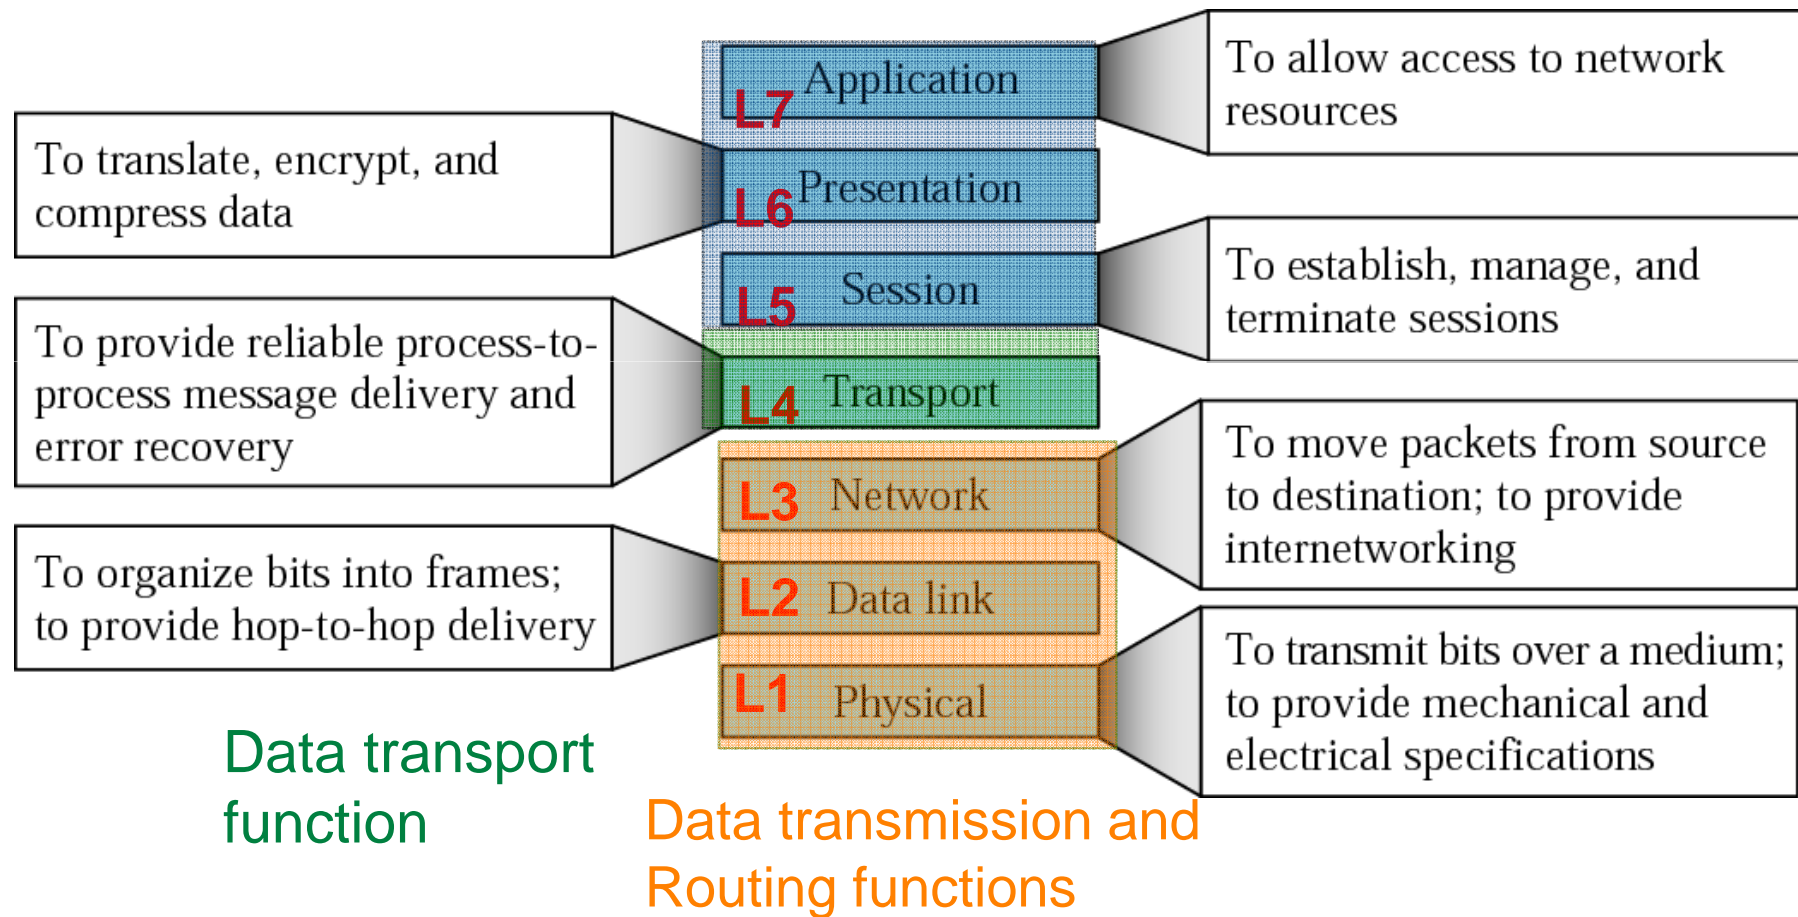 Application
L7
To allow access to network
resources
To translate, encrypt, and
compress data
Presentation
L6
Session
L5
To establish, manage, and
terminate sessions
To provide reliable process-to-
process message delivery and
error recovery
Transport
L4
Network
L3
To move packets from source
to destination; to provide
internetworking
To organize bits into frames;
to provide hop-to-hop delivery
L2 Data link
Physical
L1
To transmit bits over a medium;
to provide mechanical and
electrical specifications
Data transport
function
Data transmission and
Routing functions